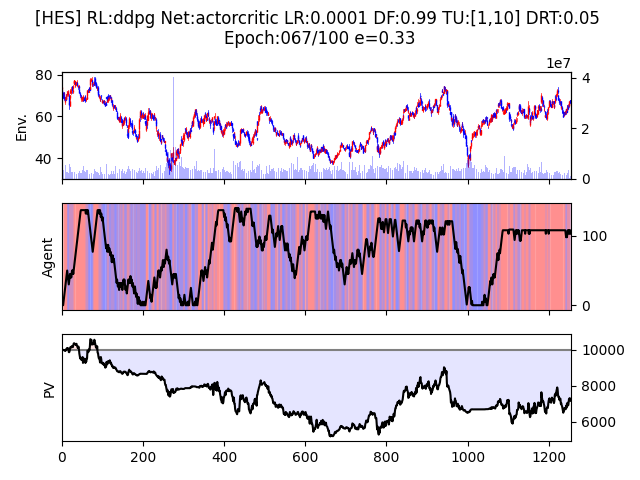 [HES] RL:ddpg Net:actorcritic LR:0.0001 DF:0.99 TU:[1,10] DRT:0.05
Epoch:067/100 e=0.33
1e7
80
60
40
Env.
4
2
0
Agent
100
0
PV
10000
8000
6000
0 200 400 600 800 1000 1200